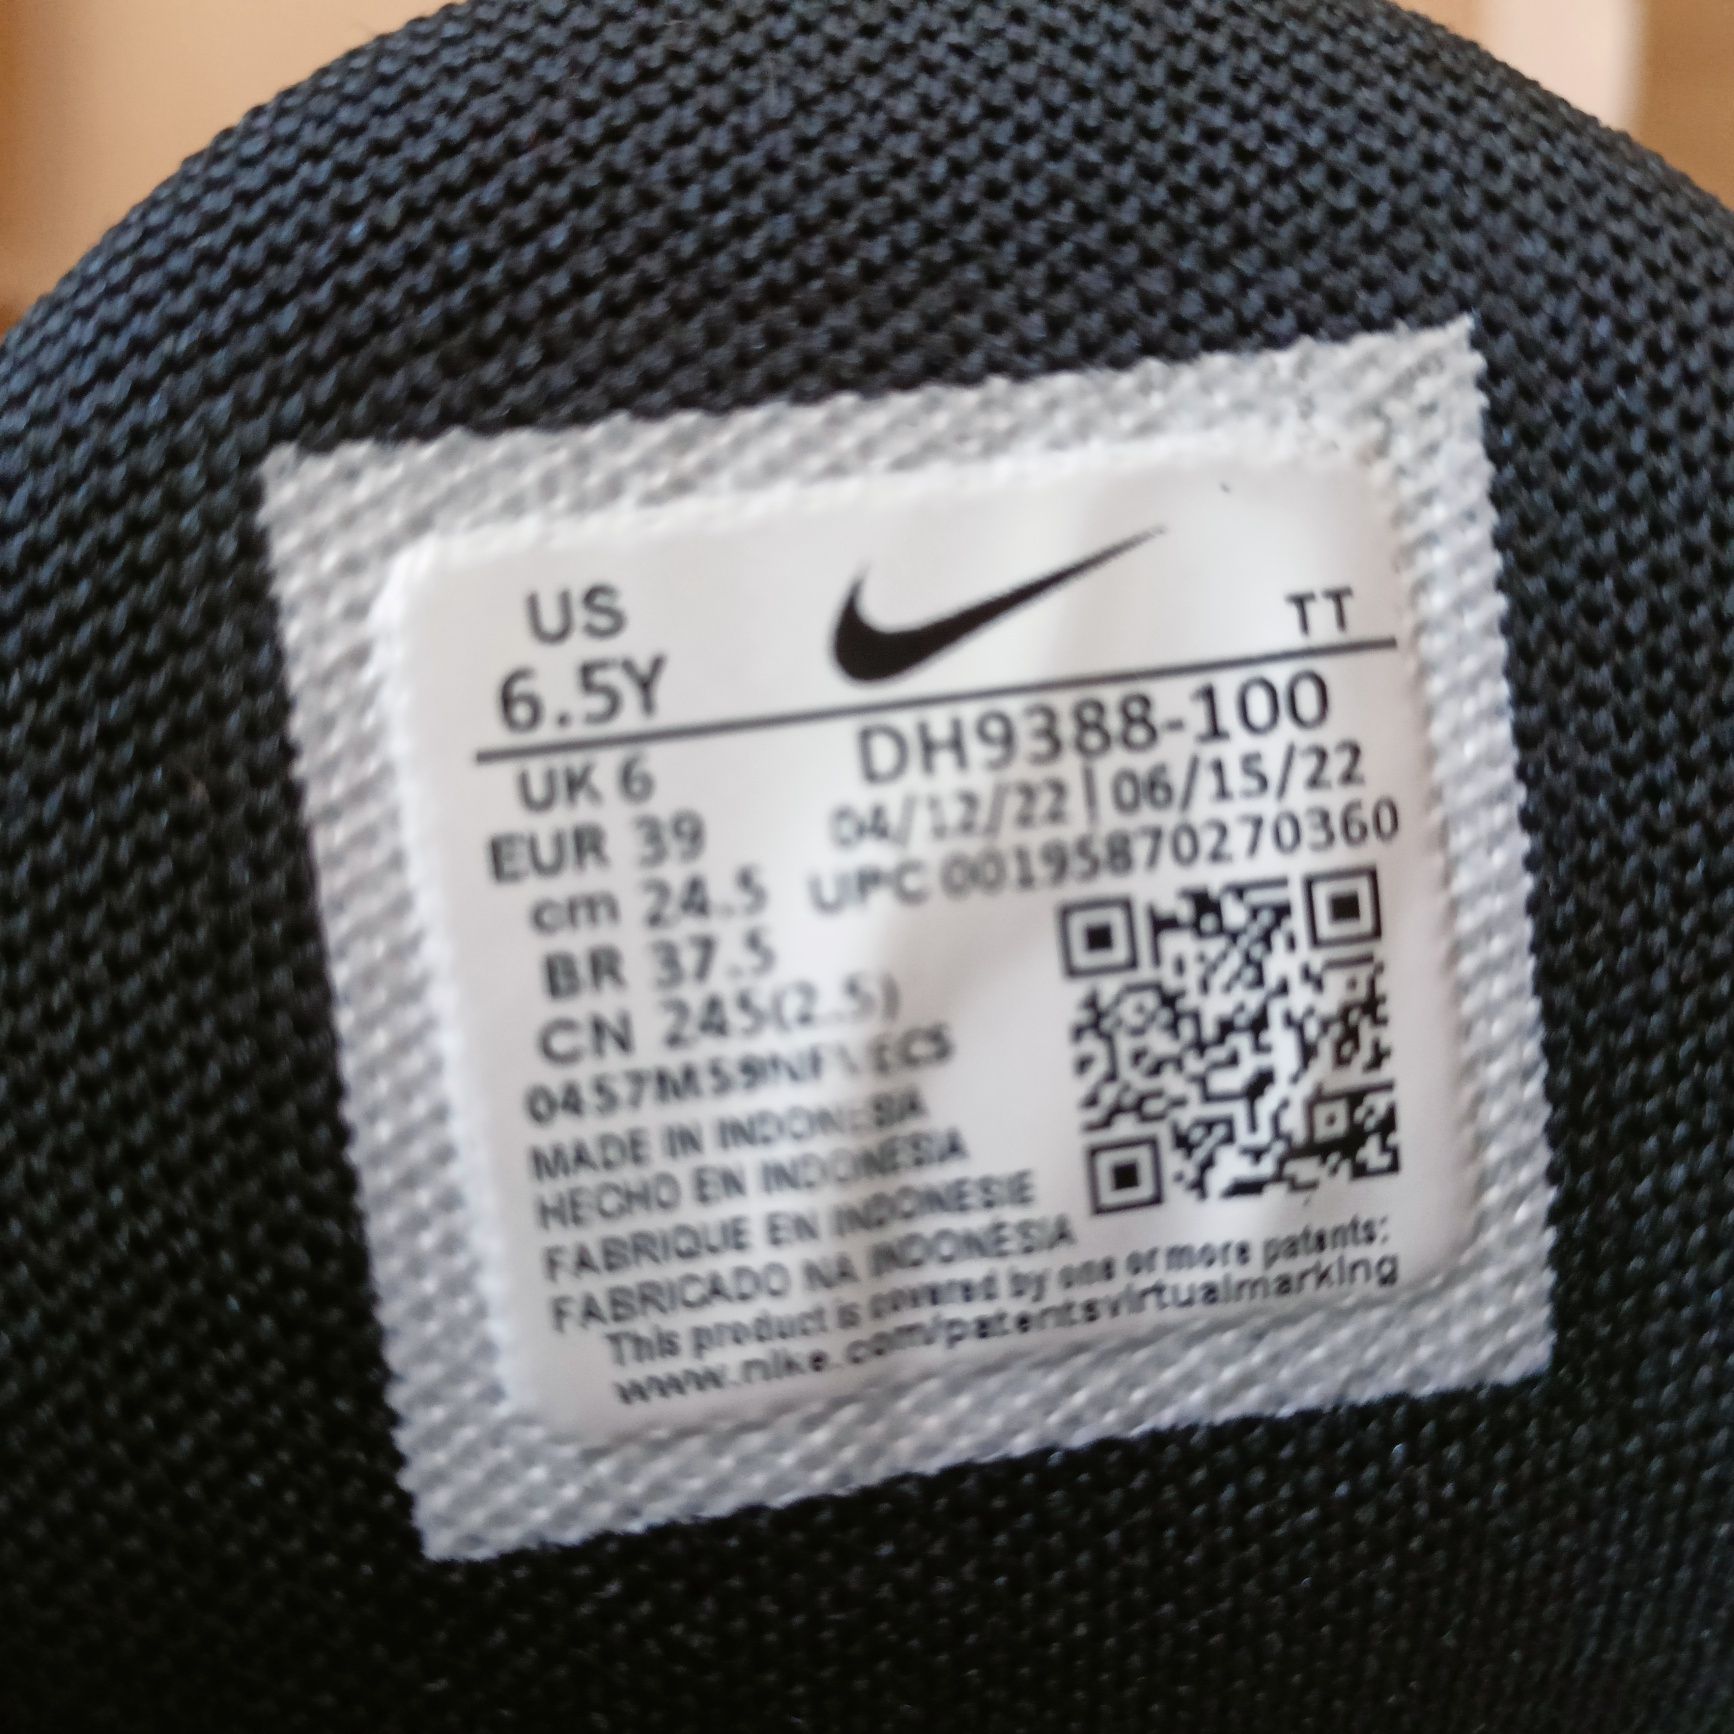 US
6.5Y
TT
UK 6
EUR 39
cm 24.5
BR 37.5
CN 245(2.5)
DH9388-100
04/12/22 | 06/15/22
UPC 00195870270360
MADE IN INDONESIA
HECHO EN INDONESIA
FABRIQUE EN INDONESIE
FABRICADO NA INDONÉSIA
This product is covered by one or more patents:
www.nike.com/patentsvirtualmarking